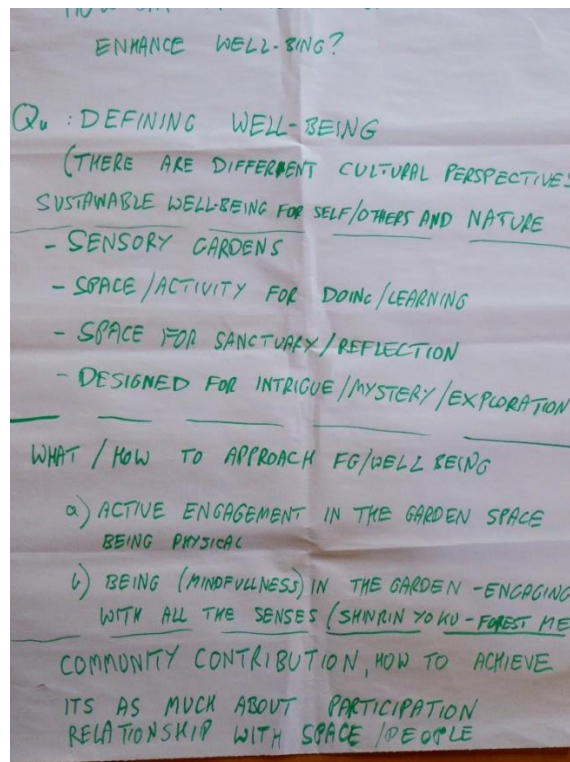 ENHANCE WELL-BING?
Qu : DEFINING WELL-BEING
(THERE ARE DIFFERENT CULTURAL PERSPECTIVES
SUSTAINABLE WELL-BEING FOR SELF/OTHERS AND NATURE
- SENSORY GARDENS
- SPACE/ACTIVITY FOR DOING/LEARNING
- SPACE FOR SANCTUARY/REFLECTION
- DESIGNED FOR INTRIGUE/MYSTERY/EXPLORATION
WHAT / HOW TO APPROACH FG/WELL BEING
a) ACTIVE ENGAGEMENT IN THE GARDEN SPACE
BEING PHYSICAL
b) BEING (MINDFULLNESS) IN THE GARDEN - ENGAGING
WITH ALL THE SENSES (SHINRIN YOKU - FOREST ME
COMMUNITY CONTRIBUTION, HOW TO ACHIEVE
ITS AS MUCH ABOUT PARTICIPATION
RELATIONSHIP WITH SPACE/PEOPLE